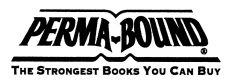 PERMA-BOUND®
THE STRONGEST BOOKS YOU CAN BUY